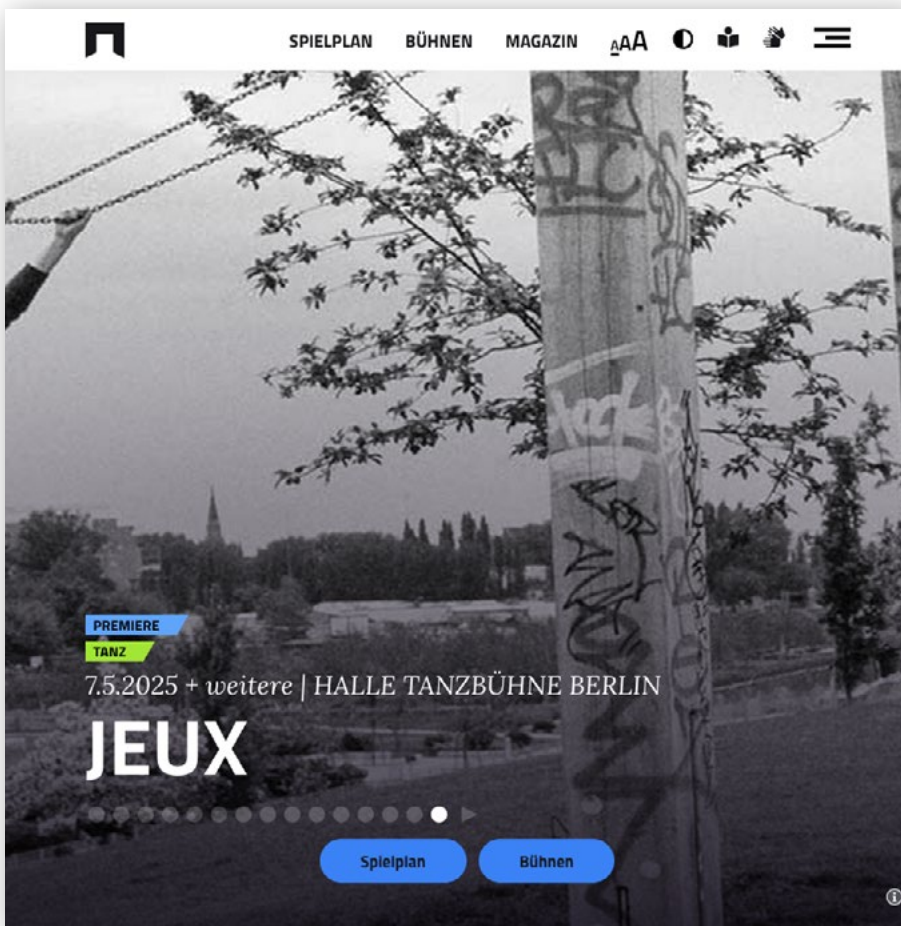 SPIELPLAN BÜHNEN MAGAZIN AAA
PREMIERE
TANZ
7.5.2025 + weitere | HALLE TANZBÜHNE BERLIN
JEUX
Spielplan Bühnen